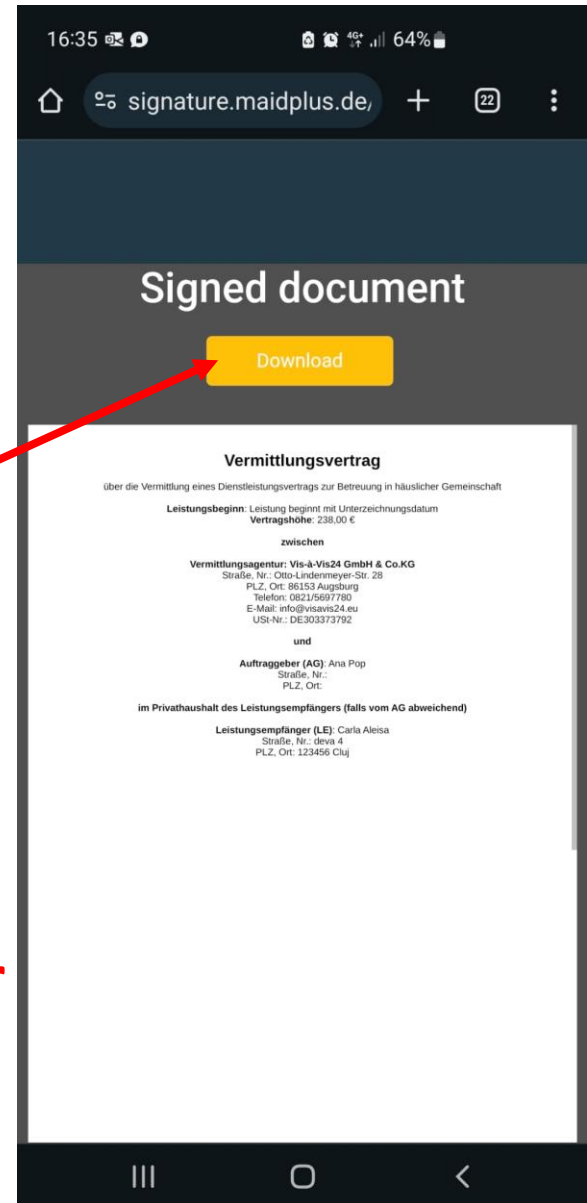 16:35
4G+ 64%
signature.maidplus.de/
22
Signed document
Download
Vermittlungsvertrag
über die Vermittlung eines Dienstleistungsvertrags zur Betreuung in häuslicher Gemeinschaft
Leistungsbeginn: Leistung beginnt mit Unterzeichnungsdatum
Vertragshöhe: 238,00 €
zwischen
Vermittlungsagentur: Vis-à-Vis24 GmbH & Co.KG
Straße, Nr.: Otto-Lindenmeyer-Str. 28
PLZ, Ort: 86153 Augsburg
Telefon: 0821/5697780
E-Mail: info@visavis24.eu
USt-Nr.: DE303373792
und
Auftraggeber (AG): Ana Pop
Straße, Nr.:
PLZ, Ort:
im Privathaushalt des Leistungsempfängers (falls vom AG abweichend)
Leistungsempfänger (LE): Carla Aleisa
Straße, Nr.: deva 4
PLZ, Ort: 123456 Cluj